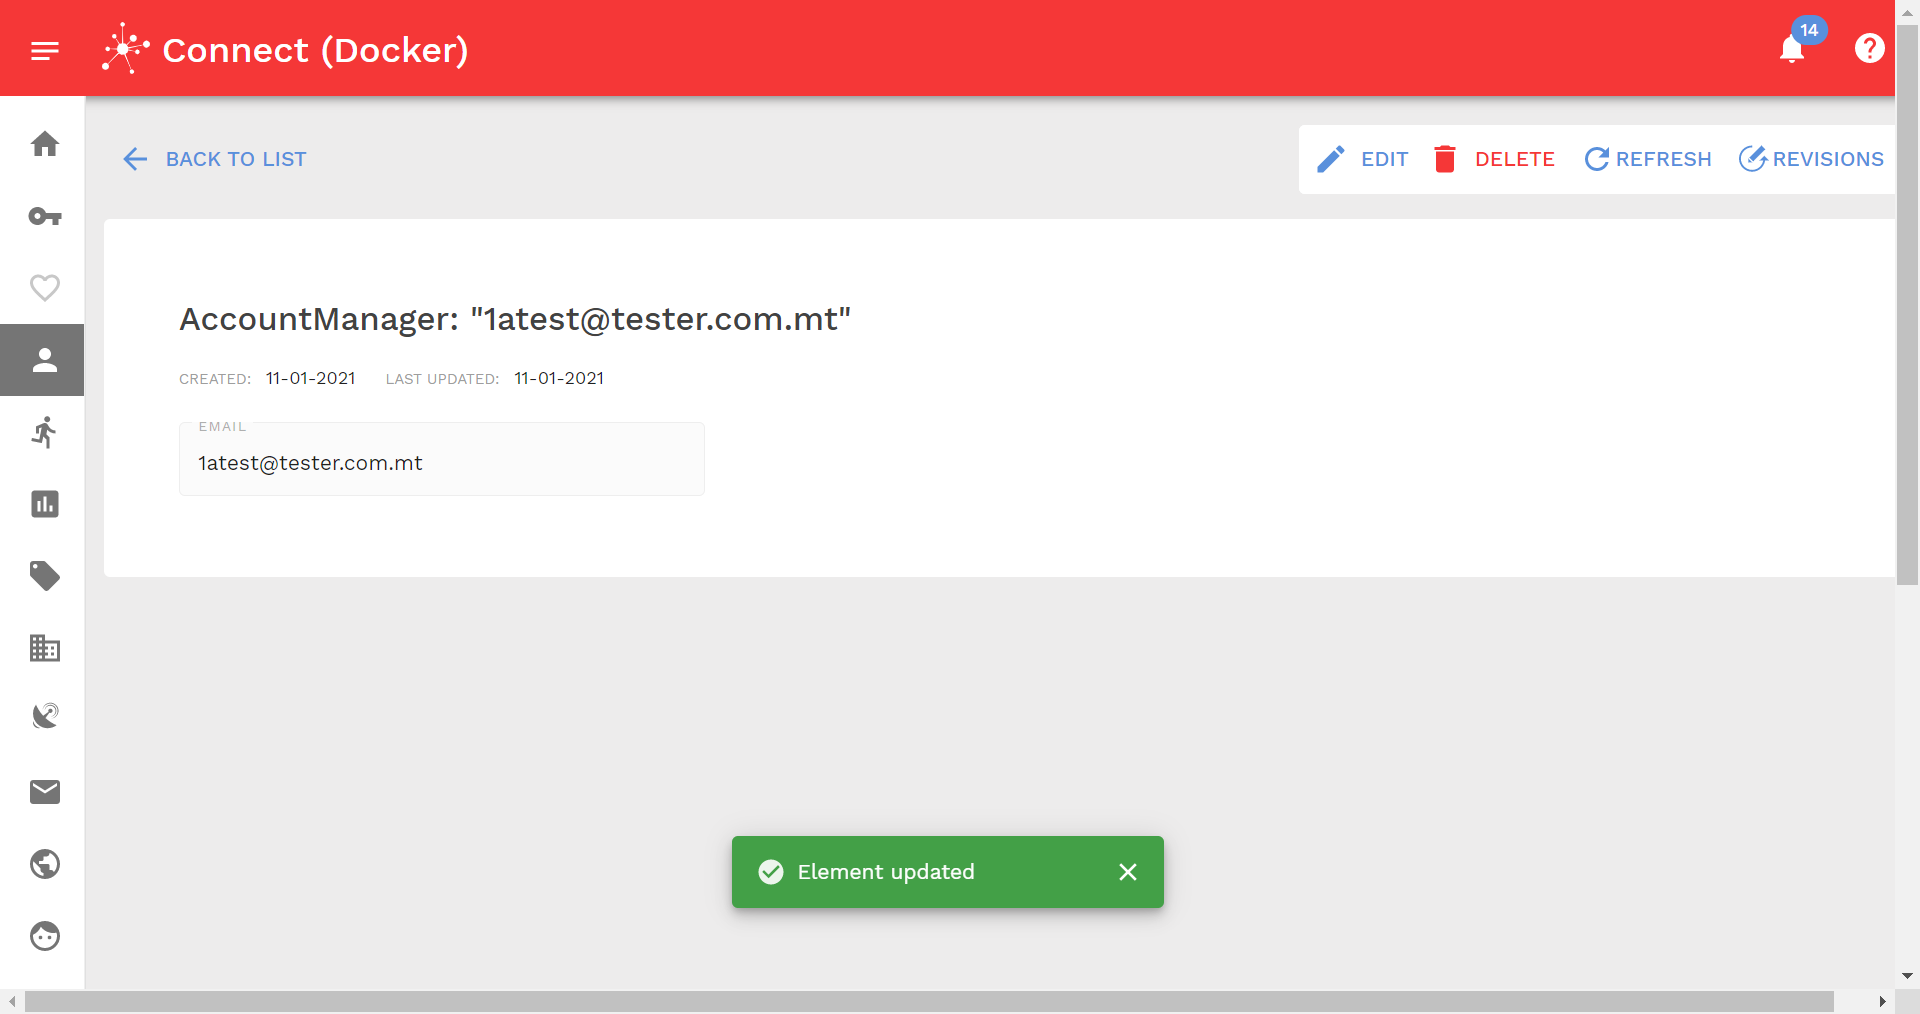 Connect (Docker)
14
BACK TO LIST
EDIT
DELETE
REFRESH
REVISIONS
AccountManager: "1atest@tester.com.mt"
CREATED: 11-01-2021 LAST UPDATED: 11-01-2021
EMAIL
1atest@tester.com.mt
Element updated